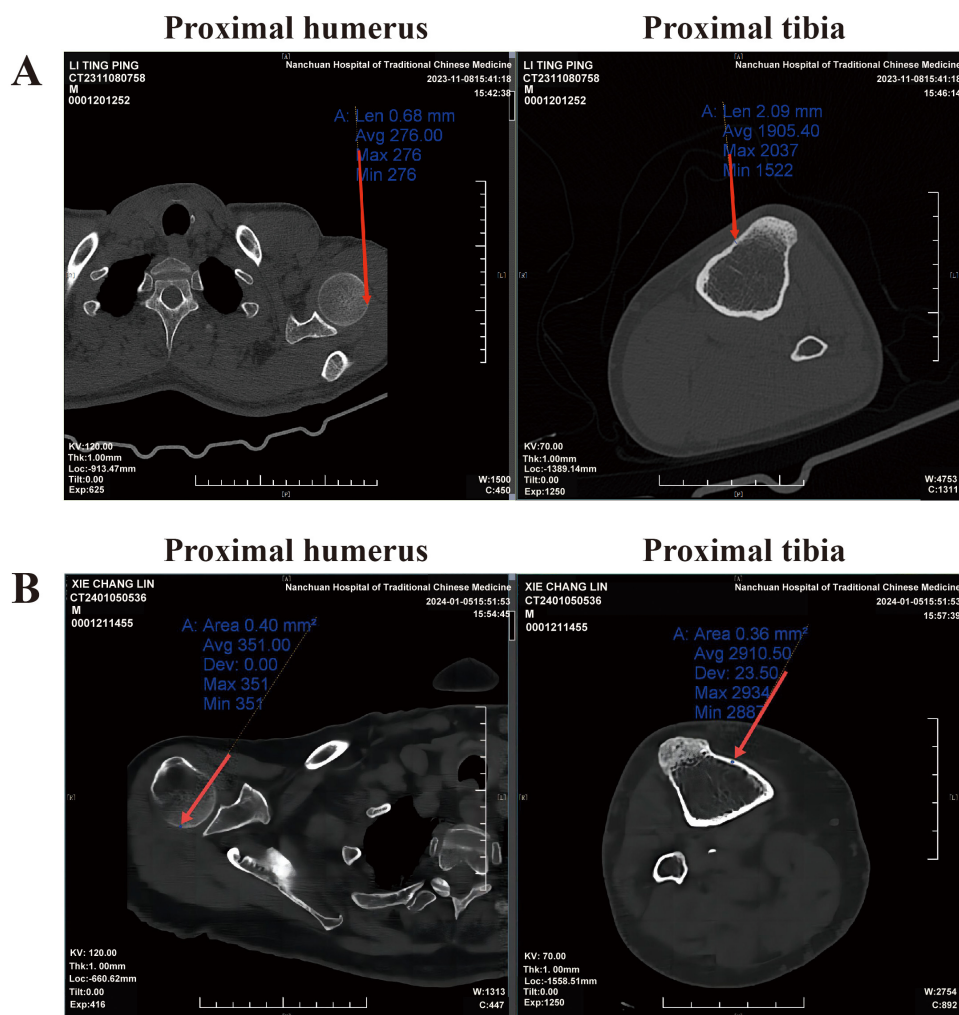 Proximal humerus
Proximal tibia
A
LI TING PING
CT2311080758
M
0001201252
[A]
Nanchuan Hospital of Traditional Chinese Medicine
2023-11-0815:41:18
15:42:38
A: Len 0.68 mm
Avg 276.00
Max 276
Min 276
KV:120.00
Thk:1.00mm
Loc:-913.47mm
Tilt:0.00
Exp:625
[P]
W:1500
C:450
LI TING PING
CT2311080758
M
0001201252
[A]
Nanchuan Hospital of Traditional Chinese Medicine
2023-11-0815:41:18
15:46:14
A: Len 2.09 mm
Avg 1905.40
Max 2037
Min 1522
[L]
KV:70.00
Thk:1.00mm
Loc:-1389.14mm
Tilt:0.00
Exp:1250
[P]
W:4753
C:1311
Proximal humerus
Proximal tibia
B
XIE CHANG LIN
CT2401050536
M
0001211455
[A]
Nanchuan Hospital of Traditional Chinese Medicine
2024-01-0515:51:53
15:54:45
A: Area 0.40 mm²
Avg 351.00
Dev: 0.00
Max 351
Min 351
[R]
[L]
KV: 120.00
Thk:1. 00mm
Loc:-660.62mm
Tilt:0.00
Exp:416
[P]
W:1313
C:447
XIE CHANG LIN
CT2401050536
M
0001211455
[A]
Nanchuan Hospital of Traditional Chinese Medicine
2024-01-0515:51:53
15:57:39
A: Area 0.36 mm²
Avg 2910.50
Dev: 23.50
Max 2934
Min 2887
[R]
[L]
KV: 70.00
Thk:1. 00mm
Loc:-1558.51mm
Tilt:0.00
Exp:1250
[P]
W:2754
C:892